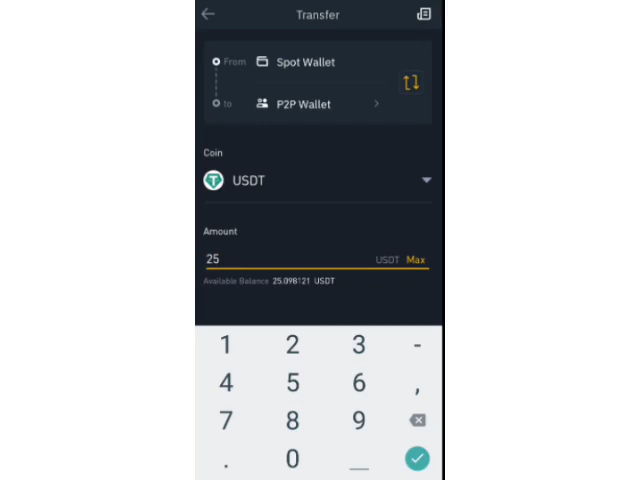 Transfer
From Spot Wallet
to P2P Wallet
Coin
USDT
Amount
25 USDT Max
Available Balance 25.098121 USDT
1 2 3 -
4 5 6 ,
7 8 9
. 0 _